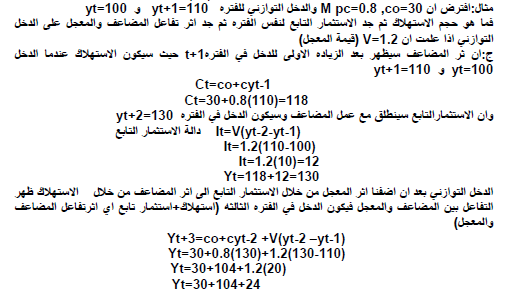 مثال:افترض ان M pc=0.8 ,co=30 والدخل التوازني للفتره yt+1=110 و yt=100
فما هو حجم الاستهلاك ثم جد الاستثمار التابع لنفس الفتره ثم جد اثر تفاعل المضاعف والمعجل على الدخل
التوازني اذا علمت ان V=1.2 (قيمة المعجل)
ج:ان ثر المضاعف سيظهر بعد الزياده الاولى للدخل في الفتره t+1 حيث سيكون الاستهلاك عندما الدخل
yt=100 و yt+1=110
Ct=co+cyt-1
Ct=30+0.8(110)=118
وان الاستثمارالتابع سينطلق مع عمل المضاعف وسيكون الدخل في الفتره yt+2=130
It=V(yt-2-yt-1) دالة الاستثمار التابع
It=1.2(110-100)
It=1.2(10)=12
Yt=118+12=130
الدخل التوازني بعد ان اضفنا اثر المعجل من خلال الاستثمار التابع الى اثر المضاعف من خلال الاستهلاك ظهر
التفاعل بين المضاعف والمعجل فيكون الدخل في الفتره الثالثه (استهلاك+استثمار تابع اي اثرتفاعل المضاعف
والمعجل)
Yt+3=co+cyt-2 +V(yt-2 –yt-1)
Yt=30+0.8(130)+1.2(130-110)
Yt=30+104+1.2(20)
Yt=30+104+24